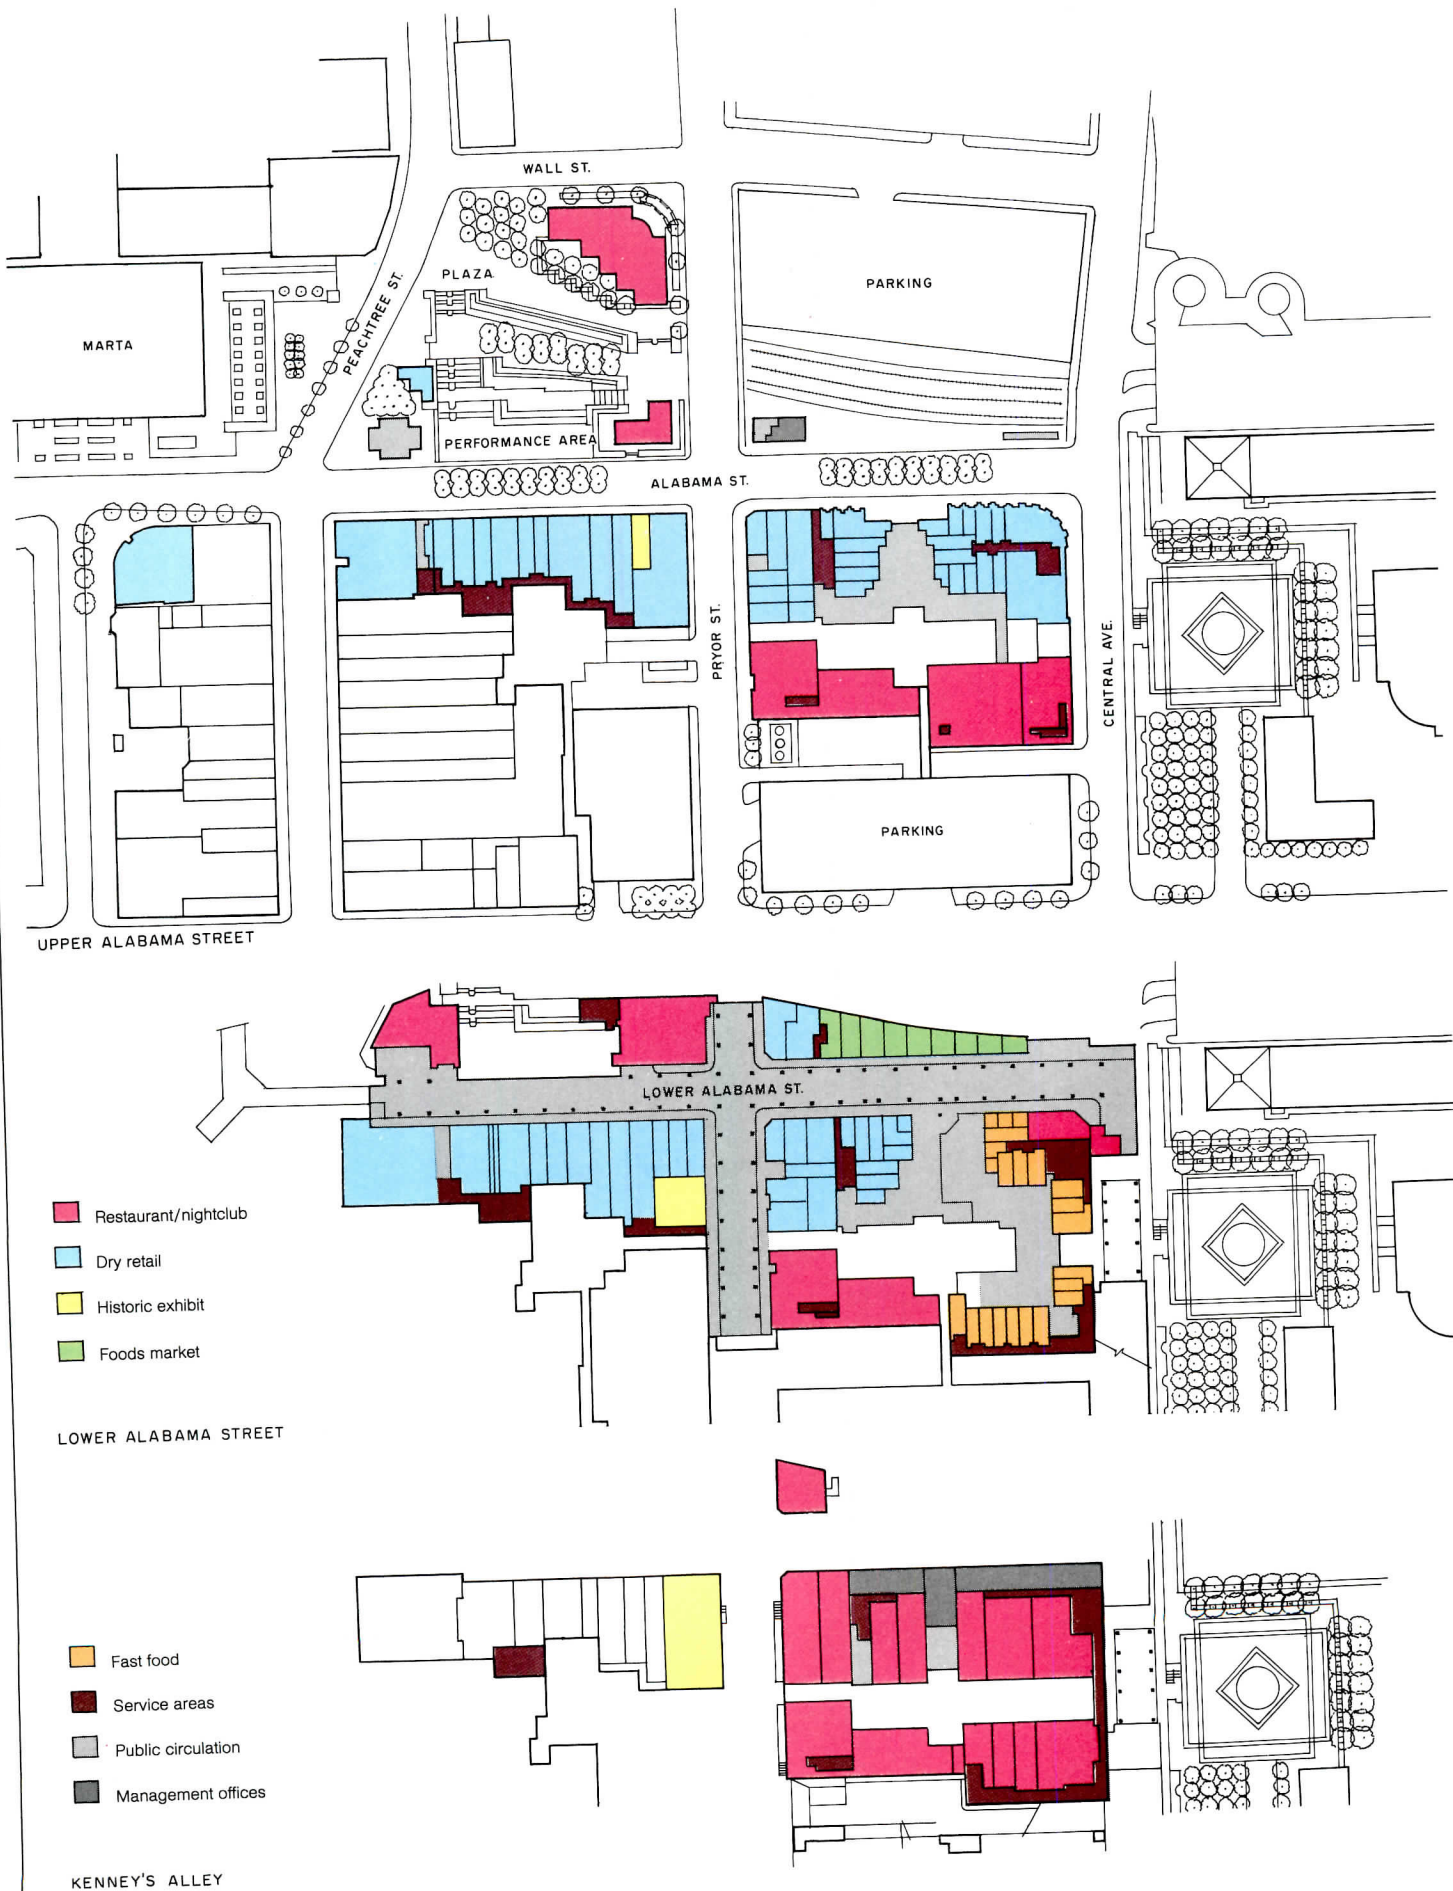 WALL ST.
PLAZA
PEACHTREE ST.
PARKING
MARTA
PERFORMANCE AREA
ALABAMA ST.
PRYOR ST.
CENTRAL AVE.
PARKING
UPPER ALABAMA STREET
LOWER ALABAMA ST.
Restaurant/nightclub
Dry retail
Historic exhibit
Foods market
LOWER ALABAMA STREET
Fast food
Service areas
Public circulation
Management offices
KENNEY'S ALLEY